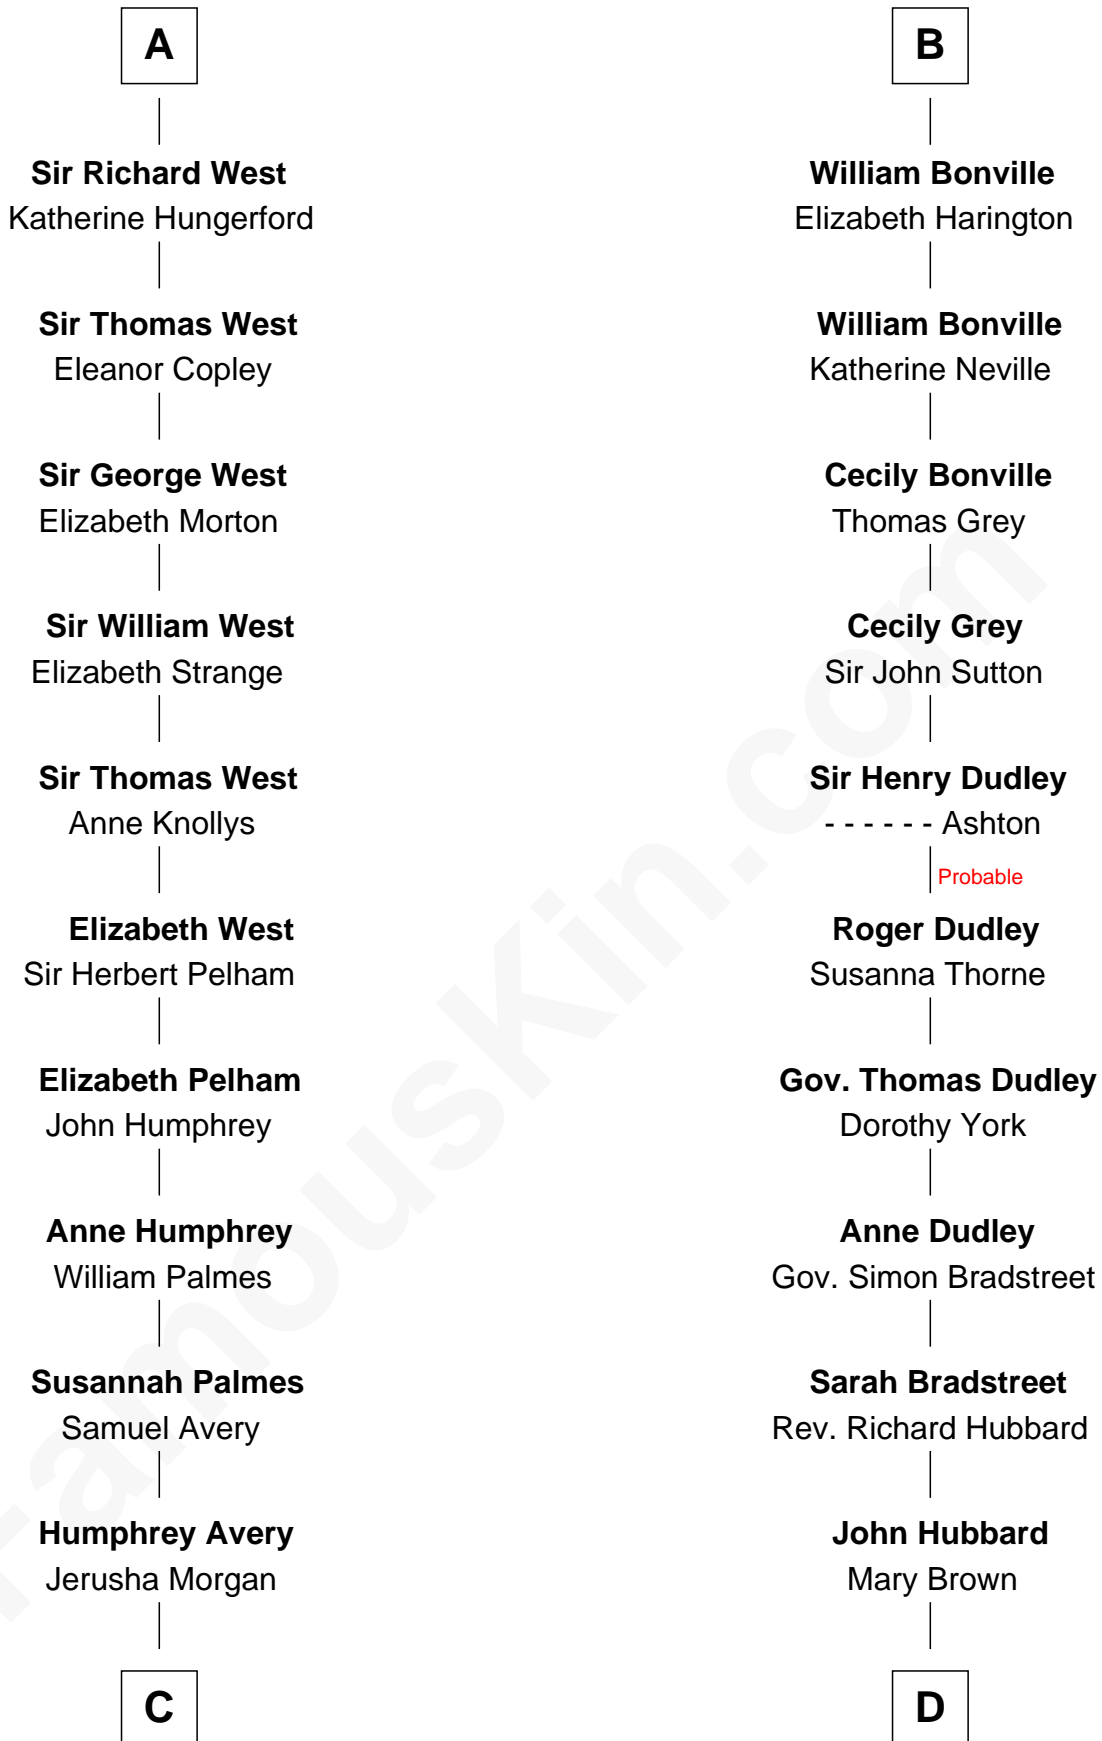 A
Sir Richard West
Katherine Hungerford
Sir Thomas West
Eleanor Copley
Sir George West
Elizabeth Morton
Sir William West
Elizabeth Strange
Sir Thomas West
Anne Knollys
Elizabeth West
Sir Herbert Pelham
Elizabeth Pelham
John Humphrey
Anne Humphrey
William Palmes
Susannah Palmes
Samuel Avery
Humphrey Avery
Jerusha Morgan
C
B
William Bonville
Elizabeth Harington
William Bonville
Katherine Neville
Cecily Bonville
Thomas Grey
Cecily Grey
Sir John Sutton
Sir Henry Dudley
- - - - - - Ashton
Probable
Roger Dudley
Susanna Thorne
Gov. Thomas Dudley
Dorothy York
Anne Dudley
Gov. Simon Bradstreet
Sarah Bradstreet
Rev. Richard Hubbard
John Hubbard
Mary Brown
D
FamousKin.com